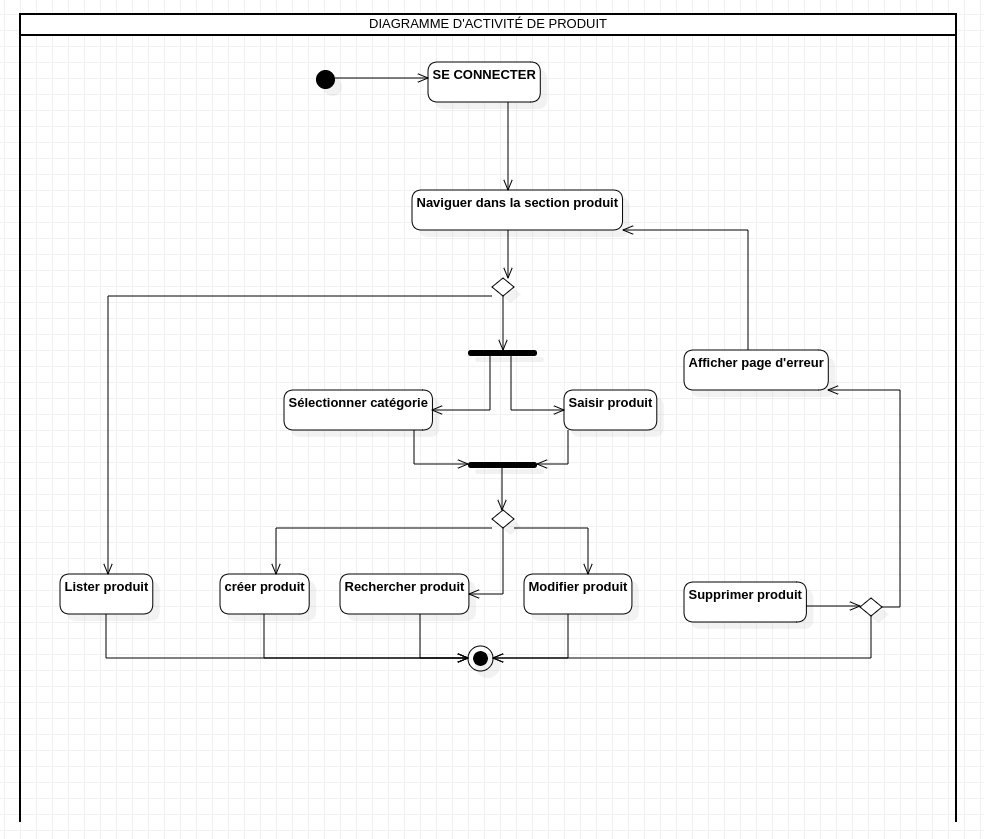 DIAGRAMME D'ACTIVITÉ DE PRODUIT
SE CONNECTER
Naviguer dans la section produit
Afficher page d'erreur
Sélectionner catégorie
Saisir produit
Lister produit
créer produit
Rechercher produit
Modifier produit
Supprimer produit